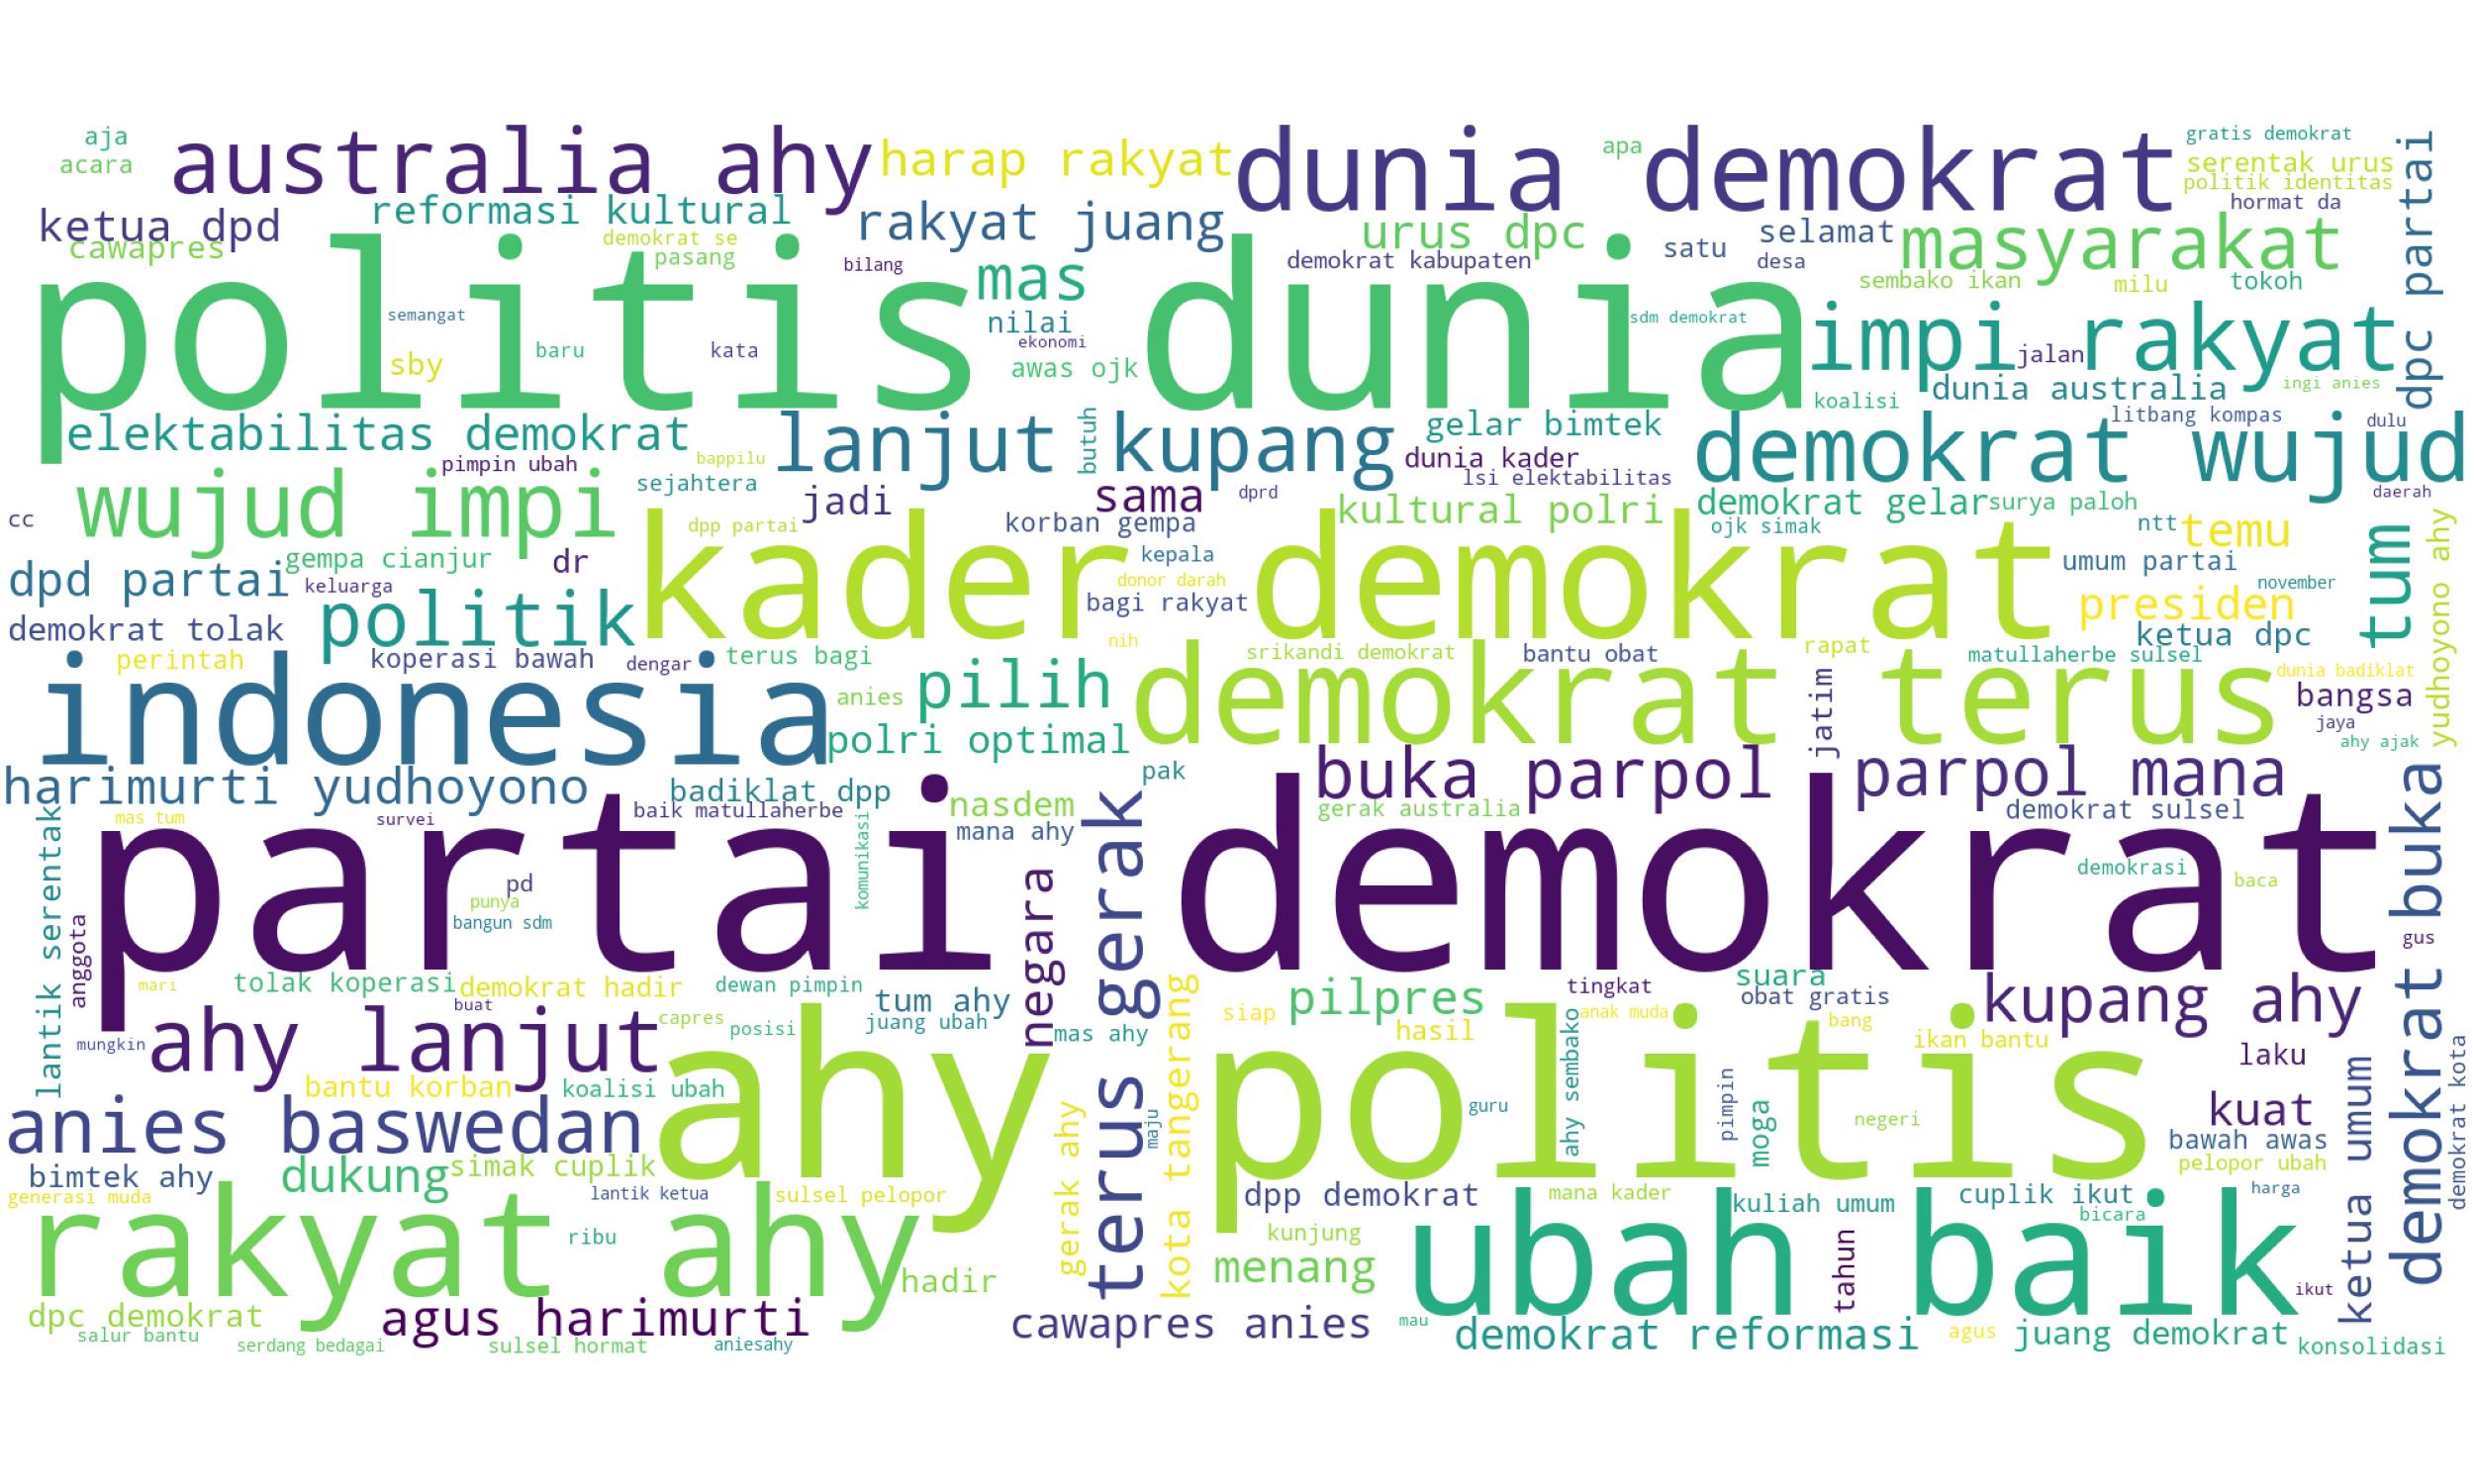 aja
acara
australia ahy
harap rakyat
dunia demokrat
apa
gratis demokrat
serentak urus
politik identitas
hormat da
dpc partai
ketua dpd
cawapres
reformasi kultural
demokrat se
pasang
rakyat juang
bilang
mas
urus dpc
demokrat kabupaten
satu
selamat
desa
masyarakat
sembako ikan
milu
tokoh
politis dunia
semangat
sby
baru
kata
nilai
ekonomi
awas ojk
sdm demokrat
impi rakyat
jalan
dunia australia
ingi anies
koalisi
elektabilitas demokrat
pimpin ubah
bappilu
lanjut kupang
butuh
gelar bimtek
dunia kader
lsi elektabilitas
demokrat wujud
litbang kompas
dulu
daerah
wujud impi
sejahtera
jadi
sama
dprd
cc
gempa cianjur
dr
dpp partai
korban gempa
kultural polri
demokrat gelar
surya paloh
ojk simak
ntt
temu
kader demokrat
kepala
donor darah
bagi rakyat
umum partai
november
presiden
ketua dpc
tum
yudhoyono ahy
dpd partai
keluarga
demokrat tolak
politik
perintah
koperasi bawah
dengar
terus bagi
nih
srikandi demokrat
bantu obat
rapat
matullaherbe sulsel
dunia badiklat
bangsa
jaya
ahy ajak
indonesia
anies
pilih
polri optimal
demokrat terus
jatim
harimurti yudhoyono
badiklat dpp
pak
buka parpol
parpol mana
gerak australia
demokrat sulsel
mas tum
survei
baik matullaherbe
nasdem
mana ahy
komunikasi
lantik serentak
anggota
partai demokrat
pd
punya
bangun sdm
demokrasi
baca
gus
demokrat buka
negara
terus gerak
mari
tolak koperasi
demokrat hadir
dewan pimpin
tum ahy
juang ubah
buat
capres
posisi
mungkin
ahy lanjut
mas ahy
kota tangerang
siap
pilpres
tingkat
suara
obat gratis
anak muda
hasil
bang
kupang ahy
ikan bantu
laku
bantu korban
koalisi ubah
anies baswedan
ahy politis
gerak ahy
maju
guru
ahy sembako
pimpin
moga
negeri
kuat
bawah awas
pelopor ubah
ketua umum
demokrat kota
bimtek ahy
generasi muda
dukung
simak cuplik
lantik ketua
sulsel pelopor
dpp demokrat
mana kader
kuliah umum
cuplik ikut
bicara
harga
rakyat ahy
ribu
hadir
kunjung
menang
ubah baik
tahun
ikut
dpc demokrat
salur bantu
serdang bedagai
agus harimurti
sulsel hormat
aniesahy
cawapres anies
mau
demokrat reformasi
agus
juang demokrat
konsolidasi